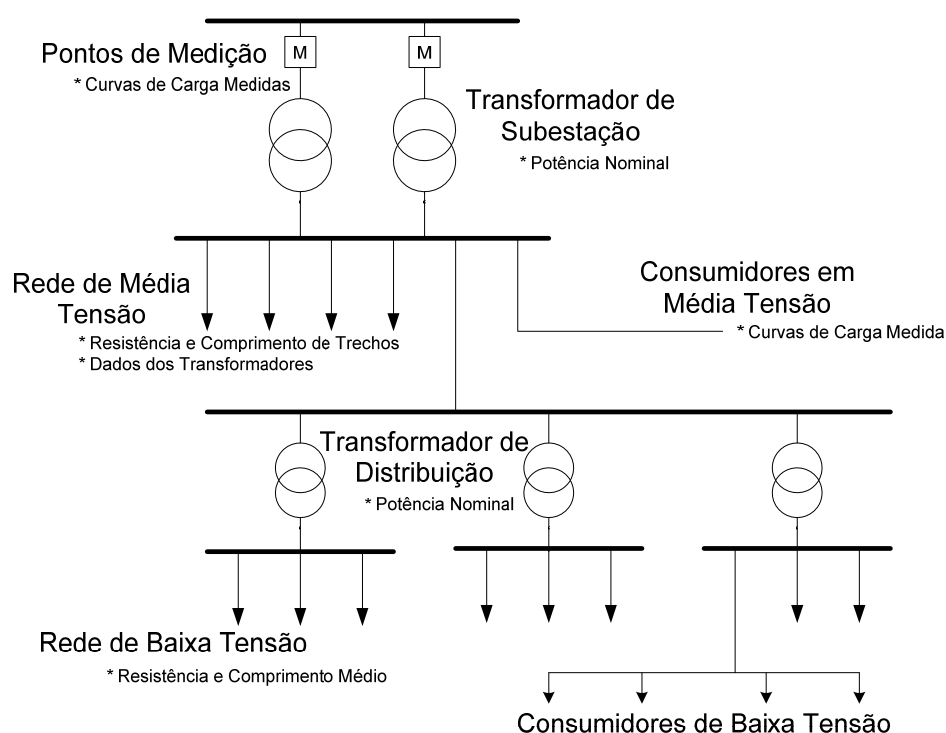 M
M
Pontos de Medição
* Curvas de Carga Medidas
Transformador de
Subestação
* Potência Nominal
Rede de Média
Tensão
* Resistência e Comprimento de Trechos
* Dados dos Transformadores
Consumidores em
Média Tensão
* Curvas de Carga Medida
Transformador de
Distribuição
* Potência Nominal
Rede de Baixa Tensão
* Resistência e Comprimento Médio
Consumidores de Baixa Tensão